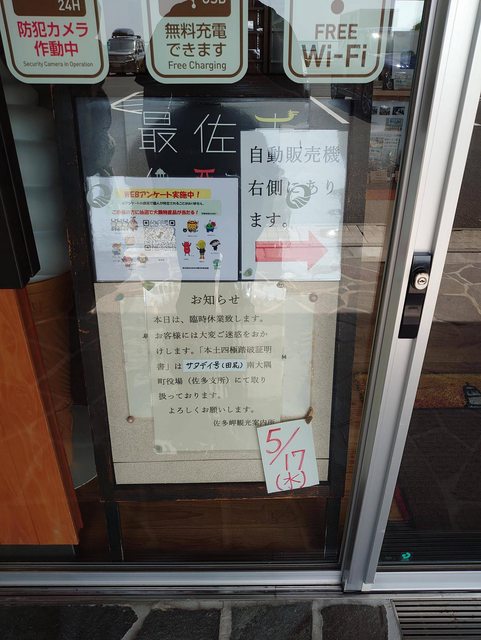 24H
防犯カメラ
作動中
Security Camera in Operation
USB
無料充電
できます
Free Charging
FREE
Wi-Fi
最佐
自動販売機
右側にあり
ます。
WEBアンケート実施中！
お知らせ
本日は、臨時休業致します。
お客様には大変ご迷惑をおか
けします。「本土四極踏破証明
書」は サタデイ号(田尻) 南大隅
町役場（佐多支所）にて取り
扱っております。
よろしくお願いします。
佐多岬観光案内所
5/17
(水)